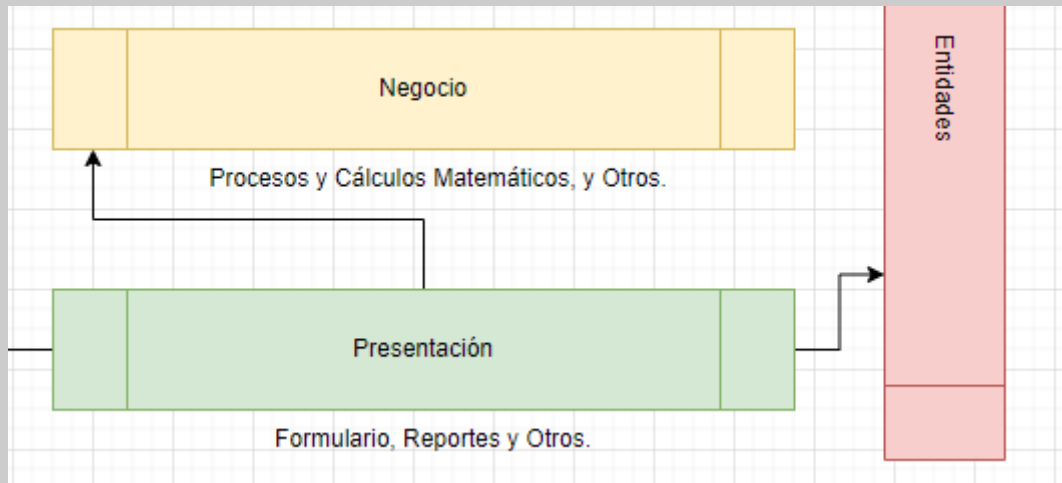 Negocio
Procesos y Cálculos Matemáticos, y Otros.
Presentación
Formulario, Reportes y Otros.
Entidades